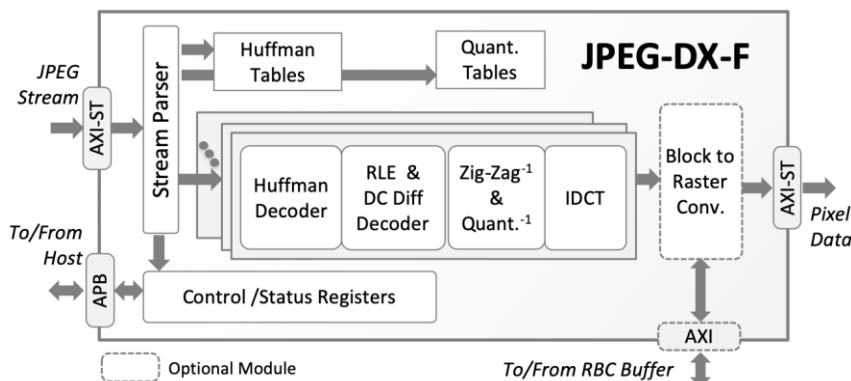 JPEG-DX-F
JPEG
Stream
AXI-ST
Stream Parser
Huffman
Tables
Quant.
Tables
Huffman
Decoder
RLE &
DC Diff
Decoder
Zig-Zag⁻¹
&
Quant.⁻¹
IDCT
Block to
Raster
Conv.
AXI-ST
Pixel
Data
To/From
Host
APB
Control /Status Registers
AXI
Optional Module
To/From RBC Buffer